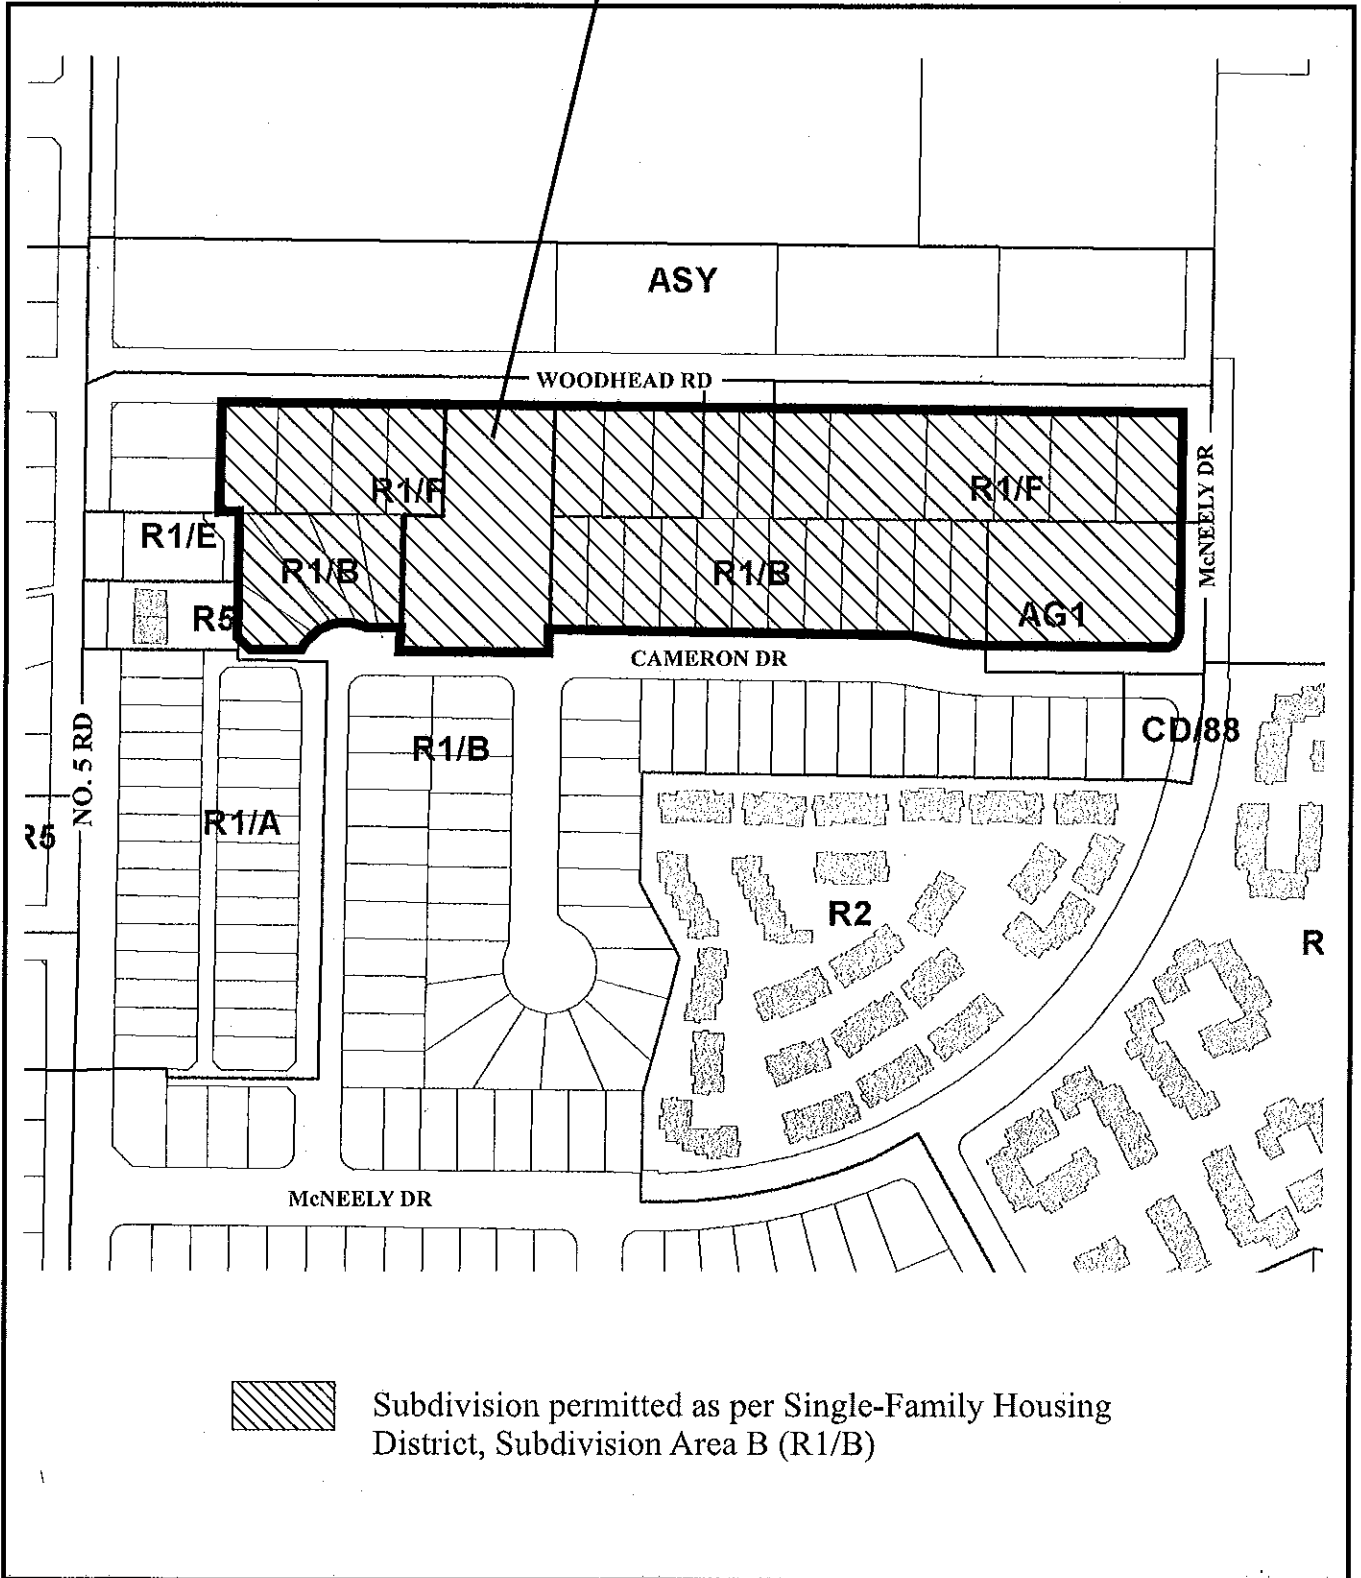 ASY
WOODHEAD RD
R1/F
R1/F
McNEELY DR
R1/E
R1/B
R1/B
R5
AG1
CAMERON DR
NO. 5 RD
R1/B
CD/88
R1/A
R5
R2
R
McNEELY DR
Subdivision permitted as per Single-Family Housing
District, Subdivision Area B (R1/B)